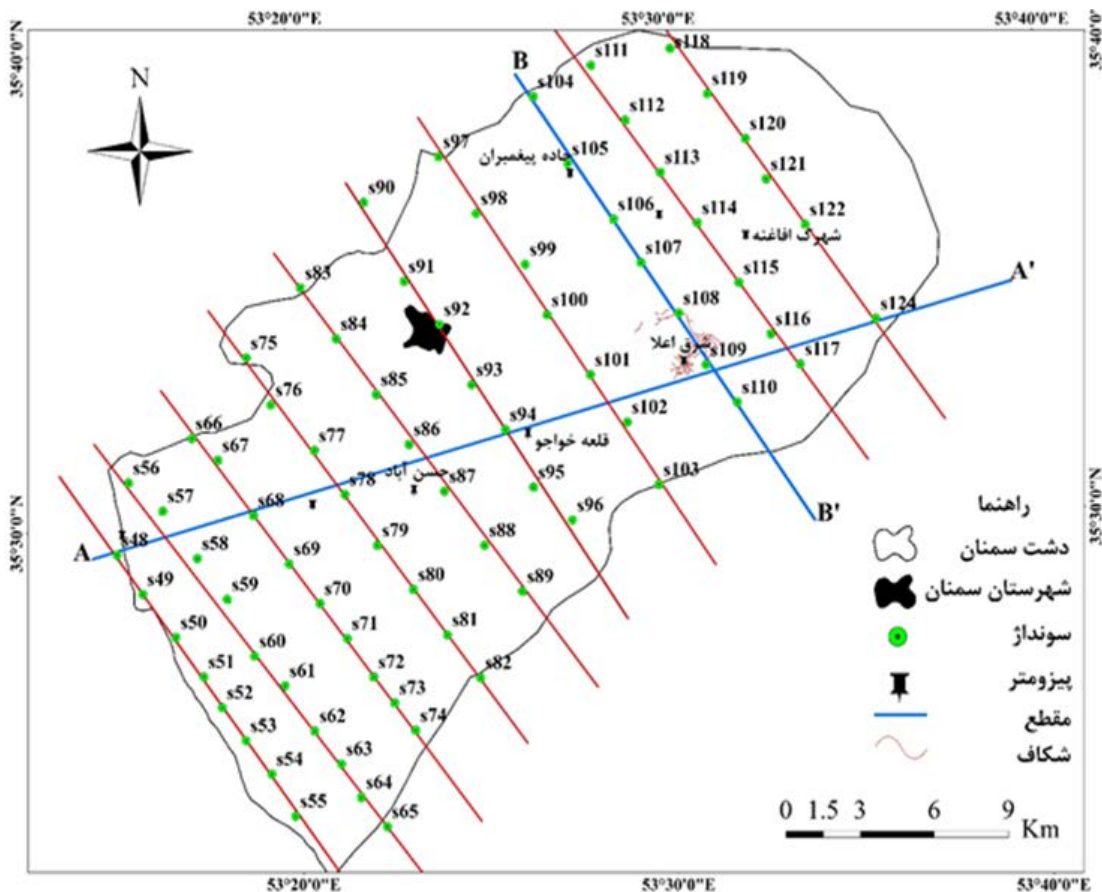 53°20'0"E
53°30'0"E
53°40'0"E
35°40'0"N
35°40'0"N
N
B
s118
s111
s104
s119
s112
s120
s97
s105
جاده پیغمبران
s113
s121
s90
s98
s106
s114
s122
شهرک افاغنه
s99
s107
s83
s91
s115
A'
s100
s108
s124
s84
s92
s116
شرق اعلا
s75
s109
s117
s101
s85
s93
s76
s110
s94
s102
s66
s77
s86
قلعه خواجو
s67
s56
حسن آباد
s87
s95
s103
s78
s57
s68
s96
B'
35°30'0"N
35°30'0"N
A
s48
s58
s69
s79
s88
s49
s59
s70
s80
s89
s50
s60
s71
s81
s51
s61
s72
s82
s52
s73
s53
s62
s74
s54
s63
s64
s55
s65
راهنما
دشت سمنان
شهرستان سمنان
سونداژ
پیزومتر
مقطع
شکاف
0 1.5 3 6 9
Km
53°20'0"E
53°30'0"E
53°40'0"E